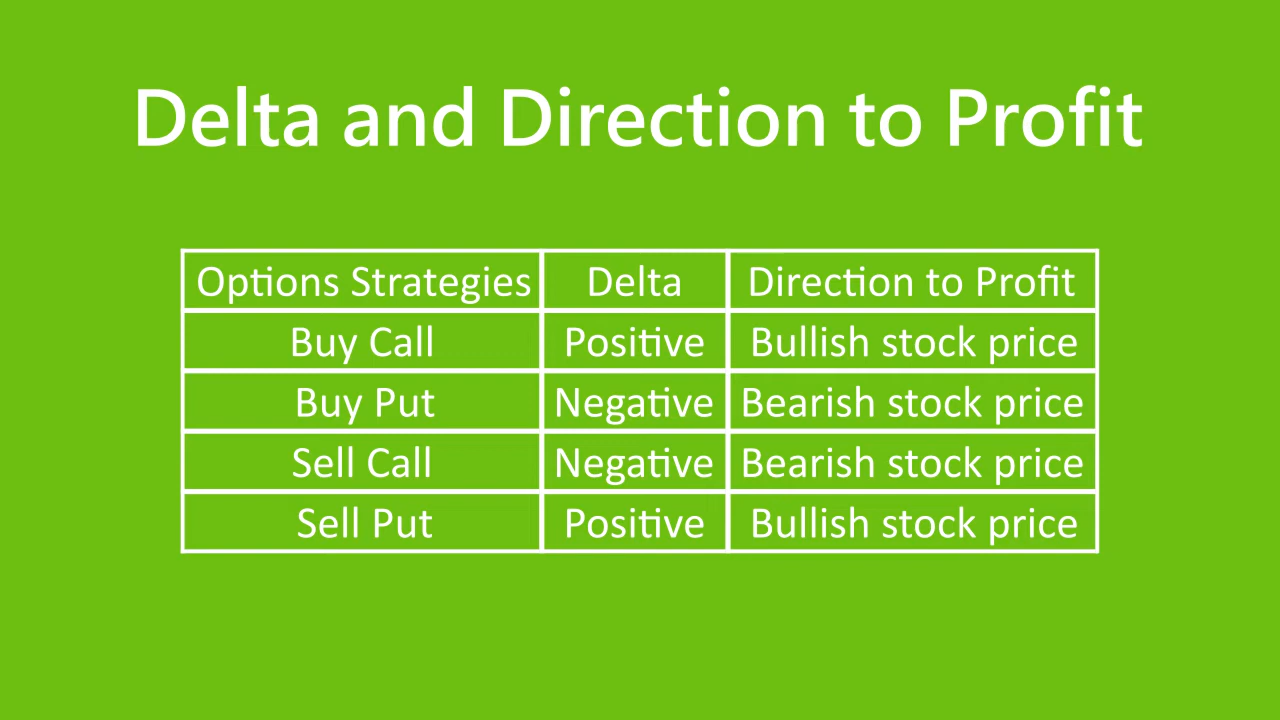 Delta and Direction to Profit
Options Strategies Delta Direction to Profit
Buy Call Positive Bullish stock price
Buy Put Negative Bearish stock price
Sell Call Negative Bearish stock price
Sell Put Positive Bullish stock price